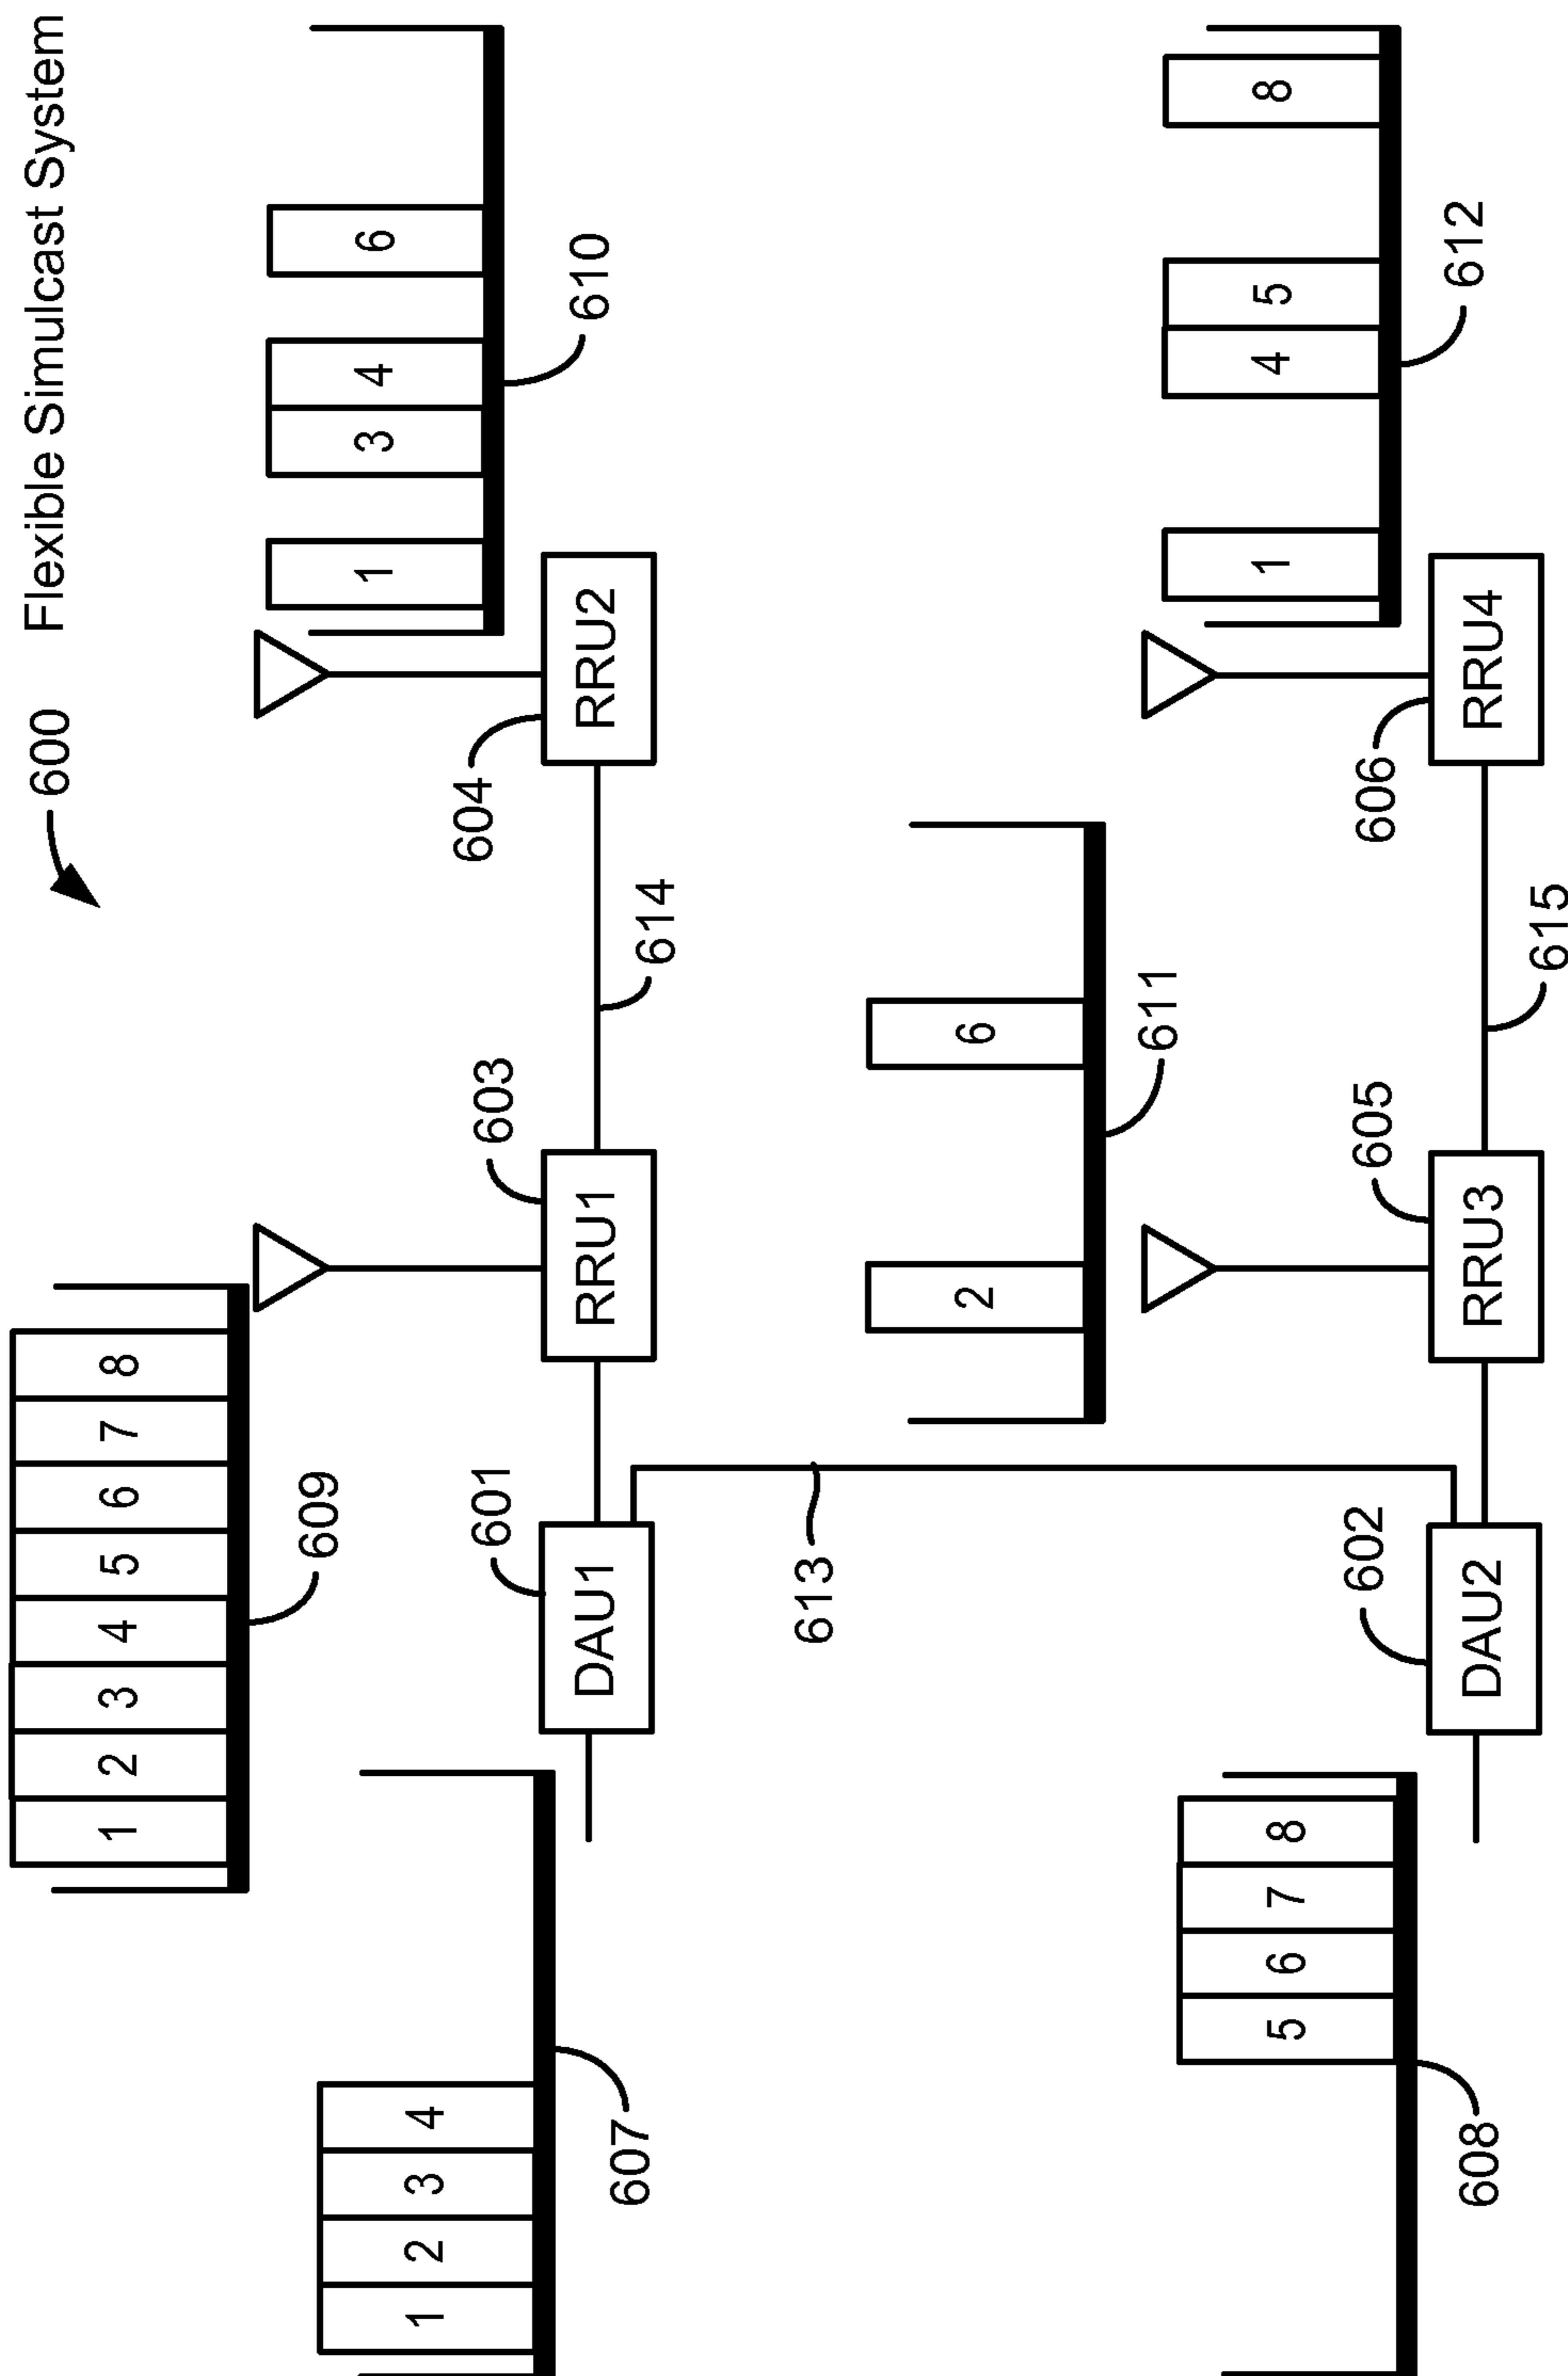 600 Flexible Simulcast System
1 2 3 4 5 6 7 8
609
1 3 4 6
610
1 2 3 4
607
601
603
604
DAU1
RRU1
RRU2
614
613
2 6
611
5 6 7 8
608
1 4 5 8
612
602
605
606
DAU2
RRU3
RRU4
615